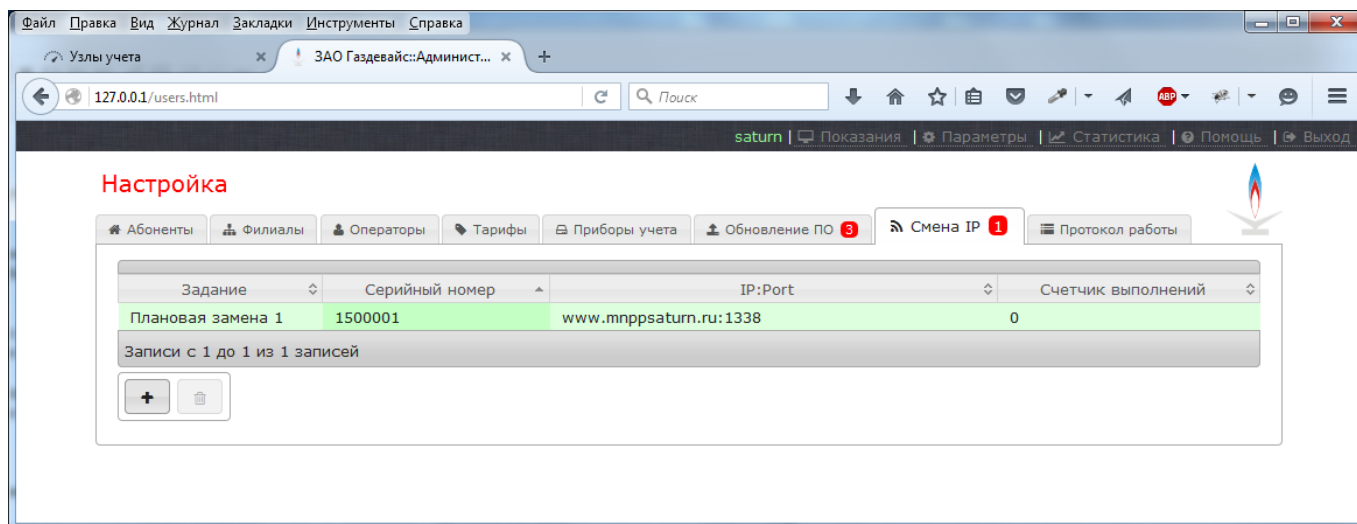 Файл Правка Вид Журнал Закладки Инструменты Справка
Узлы учета ЗАО Газдевайс::Админист...
127.0.0.1/users.html Поиск ABP
saturn | Показания | Параметры | Статистика | Помощь | Выход
Настройка
Абоненты Филиалы Операторы Тарифы Приборы учета Обновление ПО 3 Смена IP 1 Протокол работы
Задание Серийный номер IP:Port Счетчик выполнений
Плановая замена 1 1500001 www.mnppsaturn.ru:1338 0
Записи с 1 до 1 из 1 записей